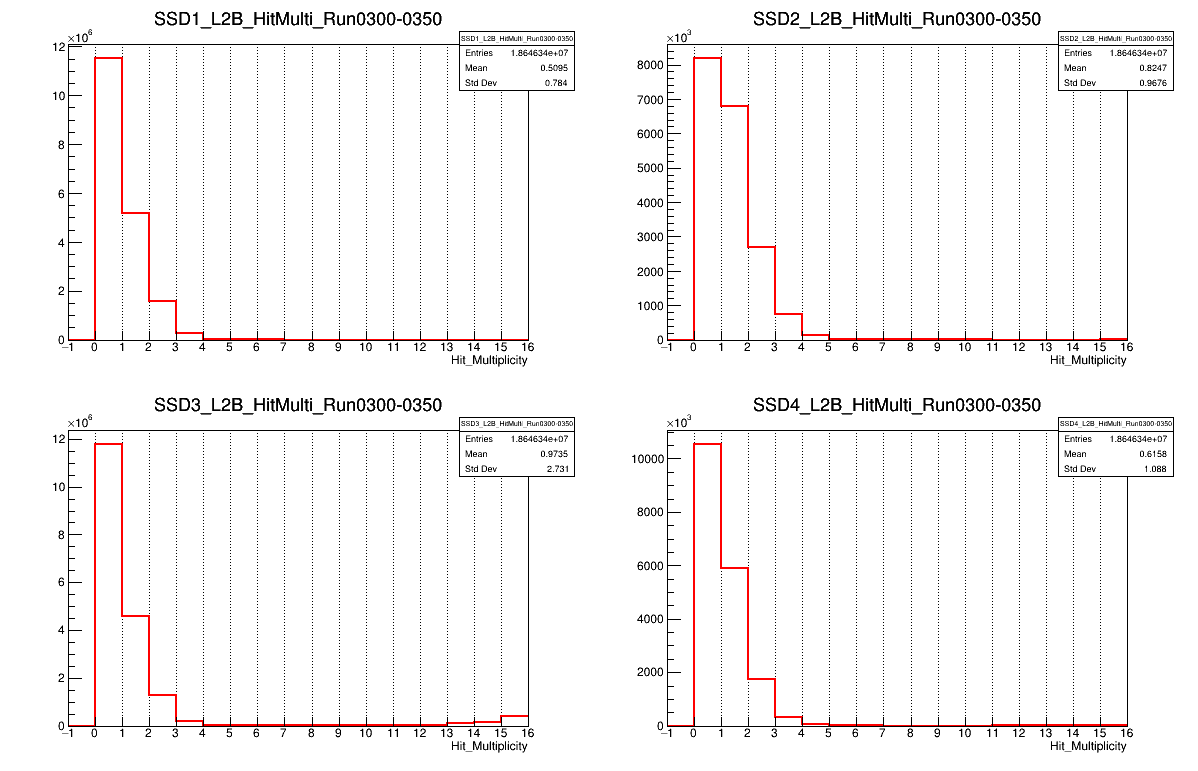 SSD1_L2B_HitMulti_Run0300-0350
×10⁶
SSD1_L2B_HitMulti_Run0300-0350
Entries 1.864634e+07
Mean 0.5095
Std Dev 0.784
12
10
8
6
4
2
0
−1 0 1 2 3 4 5 6 7 8 9 10 11 12 13 14 15 16
Hit_Multiplicity
SSD2_L2B_HitMulti_Run0300-0350
×10³
SSD2_L2B_HitMulti_Run0300-0350
Entries 1.864634e+07
Mean 0.8247
Std Dev 0.9676
8000
7000
6000
5000
4000
3000
2000
1000
0
−1 0 1 2 3 4 5 6 7 8 9 10 11 12 13 14 15 16
Hit_Multiplicity
SSD3_L2B_HitMulti_Run0300-0350
×10⁶
SSD3_L2B_HitMulti_Run0300-0350
Entries 1.864634e+07
Mean 0.9735
Std Dev 2.731
12
10
8
6
4
2
0
−1 0 1 2 3 4 5 6 7 8 9 10 11 12 13 14 15 16
Hit_Multiplicity
SSD4_L2B_HitMulti_Run0300-0350
×10³
SSD4_L2B_HitMulti_Run0300-0350
Entries 1.864634e+07
Mean 0.6158
Std Dev 1.088
10000
8000
6000
4000
2000
0
−1 0 1 2 3 4 5 6 7 8 9 10 11 12 13 14 15 16
Hit_Multiplicity